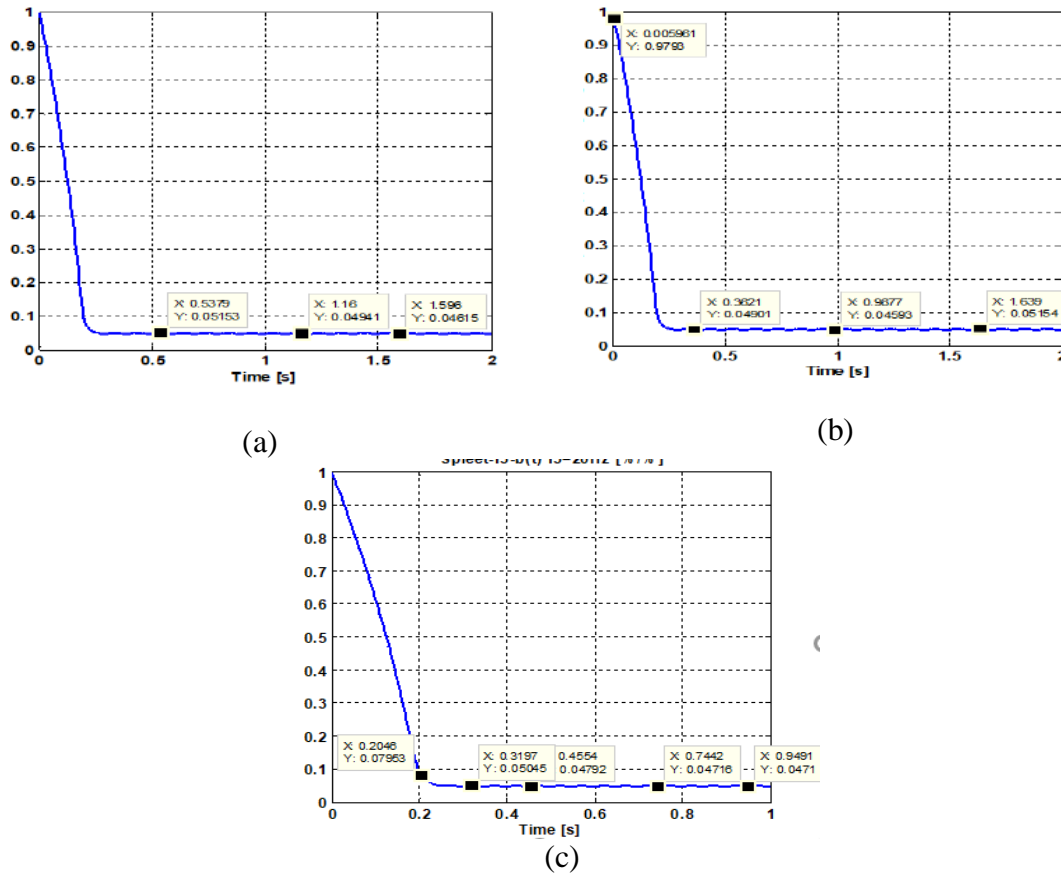 1
0.9
0.8
0.7
0.6
0.5
0.4
0.3
0.2
0.1
0
X: 0.5379
Y: 0.05153
X: 1.16
Y: 0.04941
X: 1.596
Y: 0.04615
0 0.5 1 1.5 2
Time [s]
(a)
1
0.9
0.8
0.7
0.6
0.5
0.4
0.3
0.2
0.1
0
X: 0.005961
Y: 0.9793
X: 0.3621
Y: 0.04901
X: 0.9877
Y: 0.04593
X: 1.639
Y: 0.05154
0 0.5 1 1.5 2
Time [s]
(b)
1
0.9
0.8
0.7
0.6
0.5
0.4
0.3
0.2
0.1
0
X: 0.2046
Y: 0.07953
X: 0.3197
Y: 0.05045
0.4554
0.04792
X: 0.7442
Y: 0.04716
X: 0.9491
Y: 0.0471
0 0.2 0.4 0.6 0.8 1
Time [s]
(c)